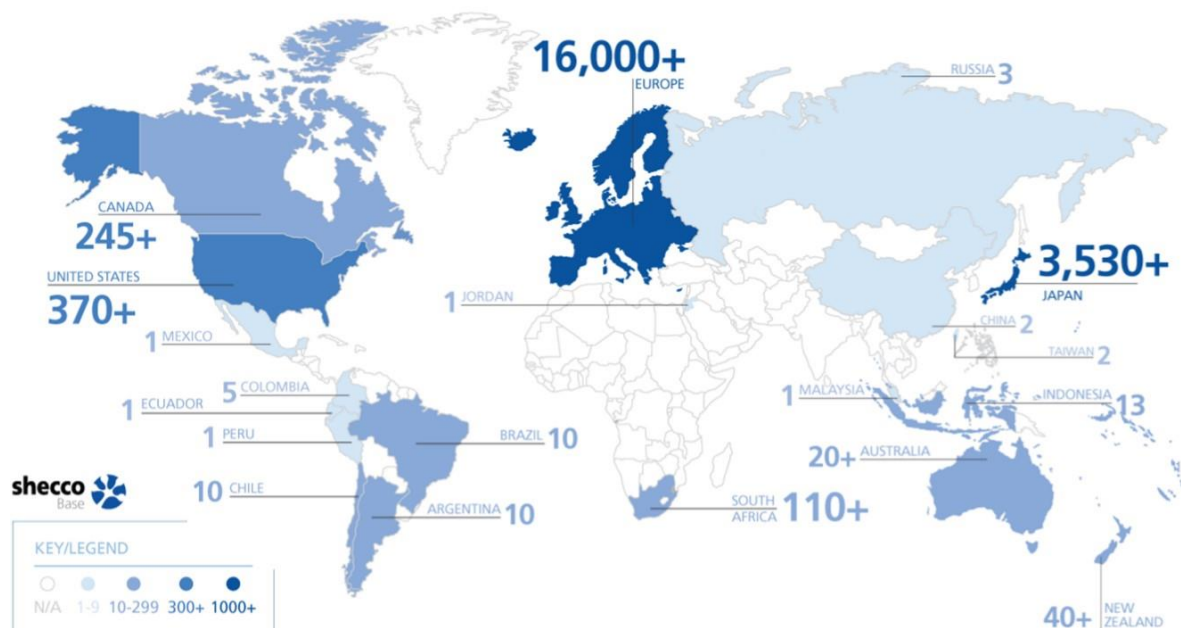 16,000+
EUROPE
RUSSIA 3
CANADA
245+
UNITED STATES
370+
1 MEXICO
1 JORDAN
3,530+
JAPAN
CHINA 2
TAIWAN 2
5 COLOMBIA
1 ECUADOR
1 PERU
BRAZIL 10
1 MALAYSIA
INDONESIA 13
20+ AUSTRALIA
10 CHILE
ARGENTINA 10
SOUTH
AFRICA 110+
40+ NEW
ZEALAND
shecco
Base
KEY/LEGEND
N/A 1-9 10-299 300+ 1000+